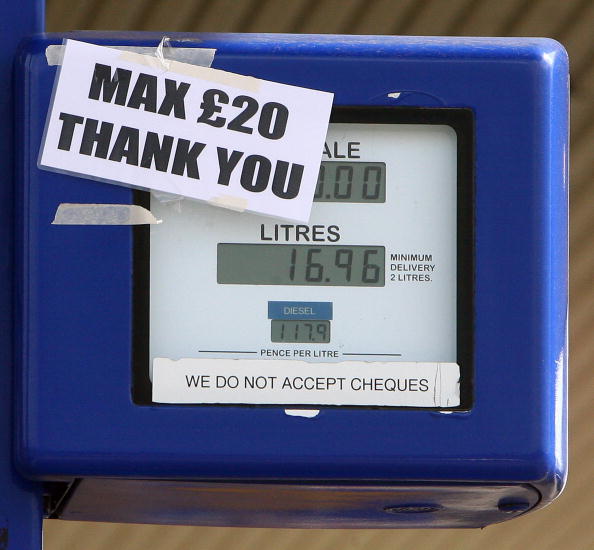 MAX £20
THANK YOU
ALE
0.00
LITRES
16.96
MINIMUM
DELIVERY
2 LITRES.
DIESEL
117.9
PENCE PER LITRE
WE DO NOT ACCEPT CHEQUES